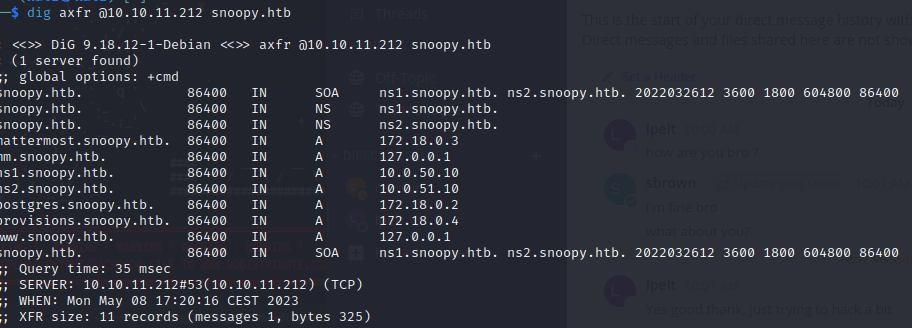 $ dig axfr @10.10.11.212 snoopy.htb
<<>> DiG 9.18.12-1-Debian <<>> axfr @10.10.11.212 snoopy.htb
(1 server found)
;; global options: +cmd
snoopy.htb. 86400 IN SOA ns1.snoopy.htb. ns2.snoopy.htb. 2022032612 3600 1800 604800 86400
snoopy.htb. 86400 IN NS ns1.snoopy.htb.
snoopy.htb. 86400 IN NS ns2.snoopy.htb.
mattermost.snoopy.htb. 86400 IN A 172.18.0.3
mm.snoopy.htb. 86400 IN A 127.0.0.1
ns1.snoopy.htb. 86400 IN A 10.0.50.10
ns2.snoopy.htb. 86400 IN A 10.0.51.10
postgres.snoopy.htb. 86400 IN A 172.18.0.2
provisions.snoopy.htb. 86400 IN A 172.18.0.4
www.snoopy.htb. 86400 IN A 127.0.0.1
snoopy.htb. 86400 IN SOA ns1.snoopy.htb. ns2.snoopy.htb. 2022032612 3600 1800 604800 86400
;; Query time: 35 msec
;; SERVER: 10.10.11.212#53(10.10.11.212) (TCP)
;; WHEN: Mon May 08 17:20:16 CEST 2023
;; XFR size: 11 records (messages 1, bytes 325)
Threads
Off-Topic
This is the start of your direct message history with
Direct messages and files shared here are not sho
Set a Header
Today
lpelt
how are you bro ?
sbrown
I'm fine bro
what about you?
lpelt
Yes good thank, just trying to hack a bit